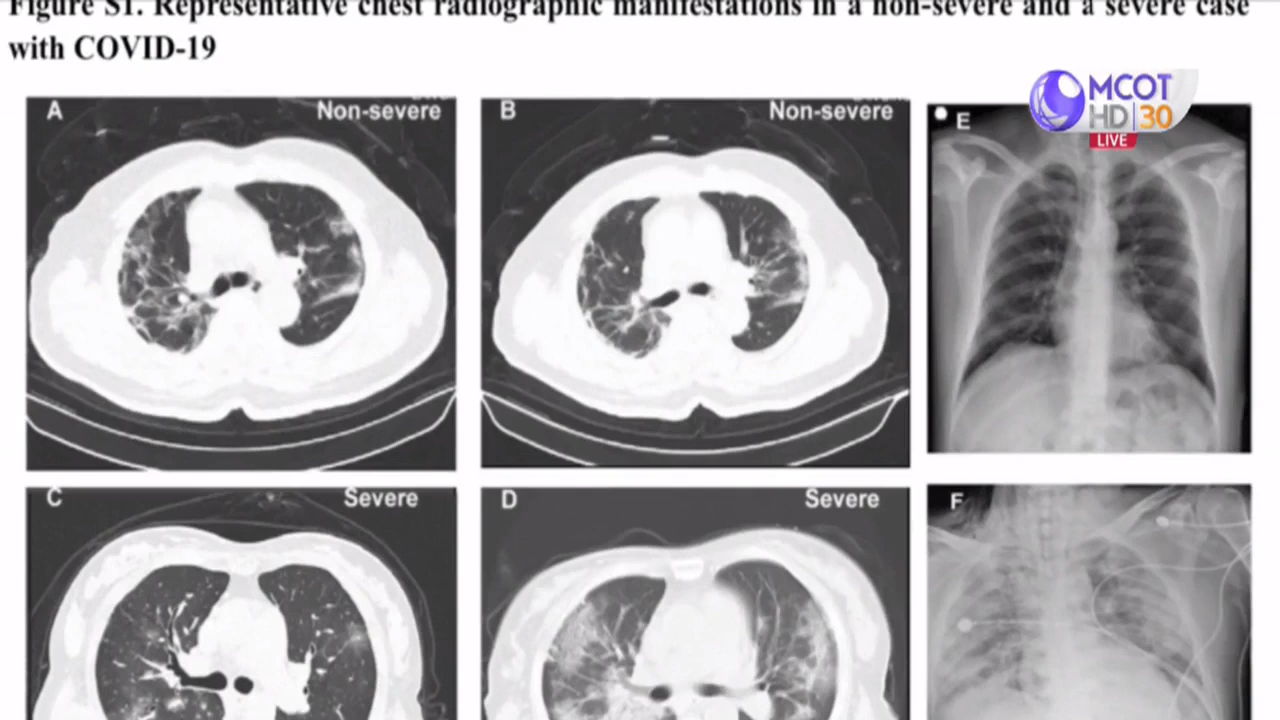 Figure S1. Representative chest radiographic manifestations in a non-severe and a severe case
with COVID-19
A Non-severe
B Non-severe
E
MCOT
HD 30
LIVE
C Severe
D Severe
F